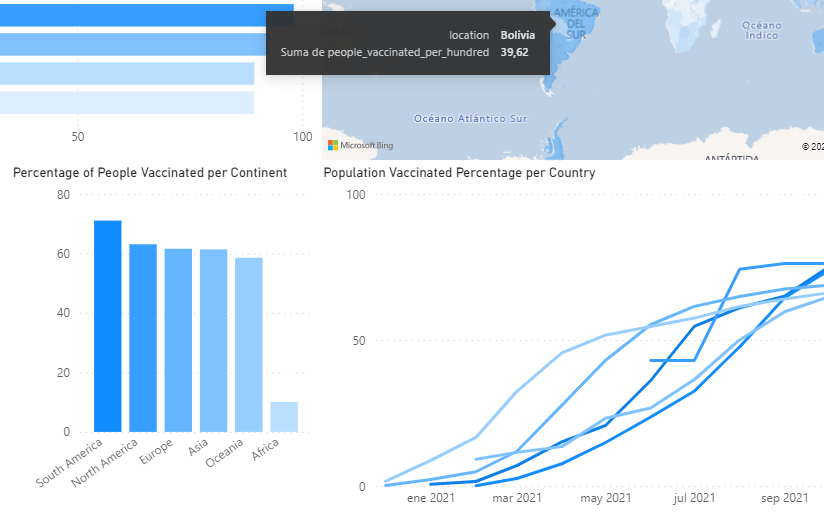 AMÉRICA
DEL
SUR
Océano
Índico
location Bolivia
Suma de people_vaccinated_per_hundred 39,62
Océano Atlántico Sur
50 100
Microsoft Bing
ANTÁRTIDA
© 202
Percentage of People Vaccinated per Continent
80
60
40
20
0
South America
North America
Europe
Asia
Oceania
Africa
Population Vaccinated Percentage per Country
100
50
0
ene 2021 mar 2021 may 2021 jul 2021 sep 2021